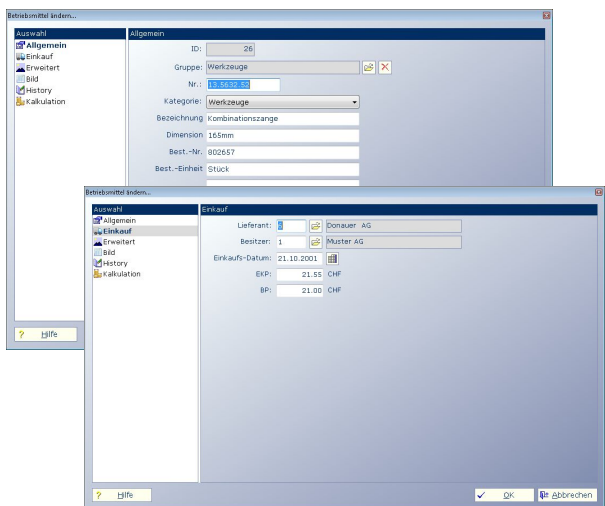 Betriebsmittel ändern...
Auswahl
Allgemein
Einkauf
Erweitert
Bild
History
Kalkulation
Allgemein
ID: 26
Gruppe: Werkzeuge
Nr.: 13.5632.52
Kategorie: Werkzeuge
Bezeichnung Kombinationszange
Dimension 165mm
Best.-Nr. 802657
Best.-Einheit Stück
? Hilfe
Betriebsmittel ändern...
Auswahl
Allgemein
Einkauf
Erweitert
Bild
History
Kalkulation
Einkauf
Lieferant: 6 Donauer AG
Besitzer: 1 Muster AG
Einkaufs-Datum: 21.10.2001
EKP: 21.55 CHF
BP: 21.00 CHF
? Hilfe
OK
Abbrechen